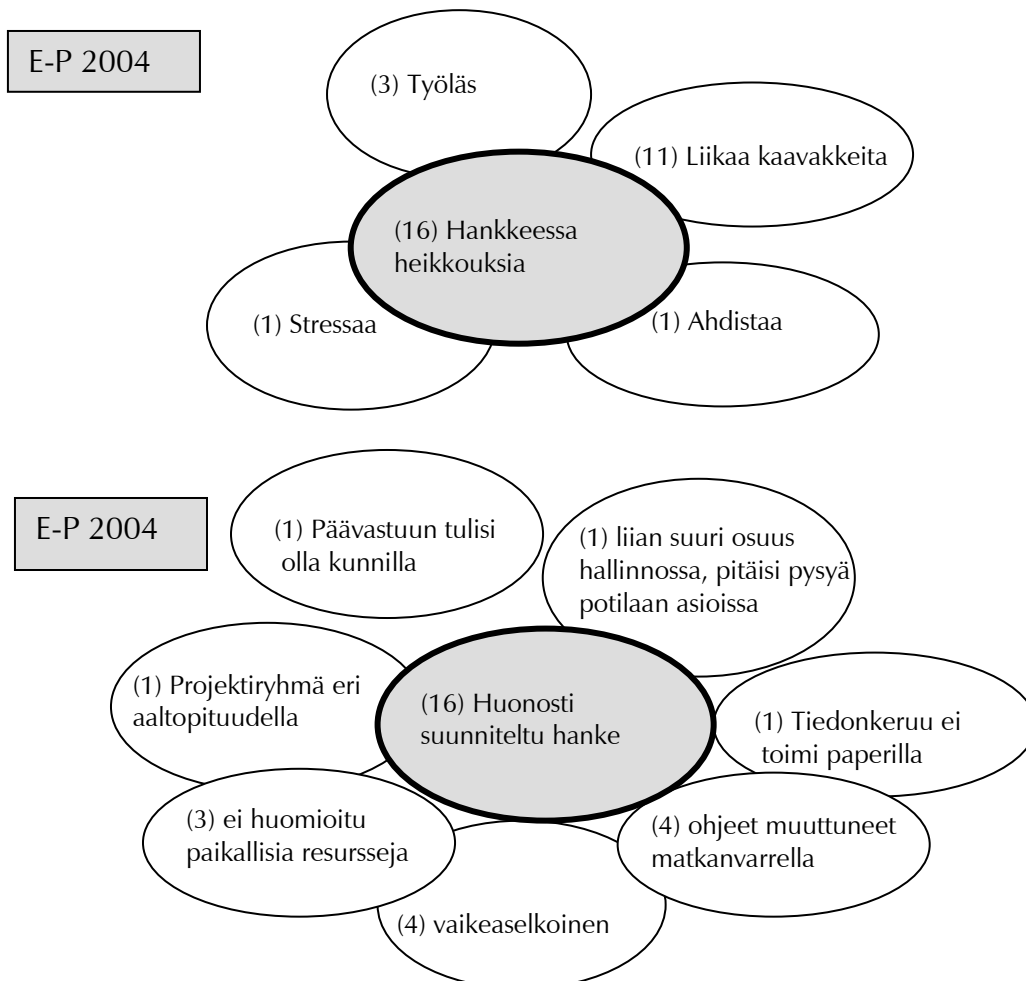 E-P 2004
(3) Työläs
(11) Liikaa kaavakkeita
(16) Hankkeessa
heikkouksia
(1) Stressaa
(1) Ahdistaa
E-P 2004
(1) Päävastuun tulisi
olla kunnilla
(1) liian suuri osuus
hallinnossa, pitäisi pysyä
potilaan asioissa
(1) Projektiryhmä eri
aaltopituudella
(16) Huonosti
suunniteltu hanke
(1) Tiedonkeruu ei
toimi paperilla
(3) ei huomioitu
paikallisia resursseja
(4) ohjeet muuttuneet
matkanvarrella
(4) vaikeaselkoinen